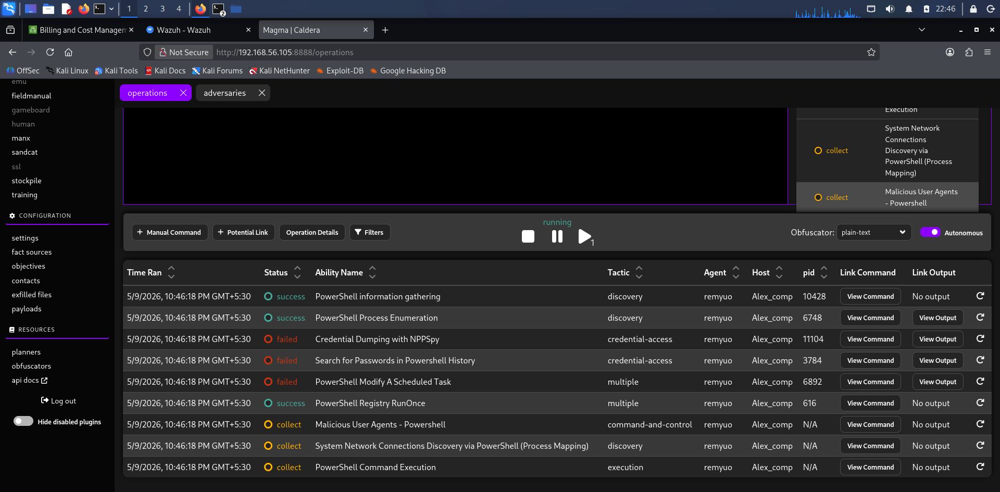 1 2 3 4 2 22:46
Billing and Cost Managem Wazuh - Wazuh Magma | Caldera
Not Secure http://192.168.56.105:8888/operations
OffSec Kali Linux Kali Tools Kali Docs Kali Forums Kali NetHunter Exploit-DB Google Hacking DB
emu
fieldmanual
gameboard
human
manx
sandcat
ssl
stockpile
training
CONFIGURATION
settings
fact sources
objectives
contacts
exfilled files
payloads
RESOURCES
planners
obfuscators
api docs
Log out
Hide disabled plugins
operations adversaries
Execution
collect System Network
Connections
Discovery via
PowerShell (Process
Mapping)
collect Malicious User Agents
- Powershell
running
+ Manual Command + Potential Link Operation Details Filters 1 Obfuscator: plain-text Autonomous
Time Ran Status Ability Name Tactic Agent Host pid Link Command Link Output
5/9/2026, 10:46:18 PM GMT+5:30 success PowerShell information gathering discovery remyuo Alex_comp 10428 View Command No output
5/9/2026, 10:46:18 PM GMT+5:30 success PowerShell Process Enumeration discovery remyuo Alex_comp 6748 View Command View Output
5/9/2026, 10:46:18 PM GMT+5:30 failed Credential Dumping with NPPSpy credential-access remyuo Alex_comp 11104 View Command View Output
5/9/2026, 10:46:18 PM GMT+5:30 failed Search for Passwords in Powershell History credential-access remyuo Alex_comp 3784 View Command View Output
5/9/2026, 10:46:18 PM GMT+5:30 failed PowerShell Modify A Scheduled Task multiple remyuo Alex_comp 6892 View Command View Output
5/9/2026, 10:46:18 PM GMT+5:30 success PowerShell Registry RunOnce multiple remyuo Alex_comp 616 View Command No output
5/9/2026, 10:46:18 PM GMT+5:30 collect Malicious User Agents - Powershell command-and-control remyuo Alex_comp N/A View Command No output
5/9/2026, 10:46:18 PM GMT+5:30 collect System Network Connections Discovery via PowerShell (Process Mapping) discovery remyuo Alex_comp N/A View Command No output
5/9/2026, 10:46:18 PM GMT+5:30 collect PowerShell Command Execution execution remyuo Alex_comp N/A View Command No output